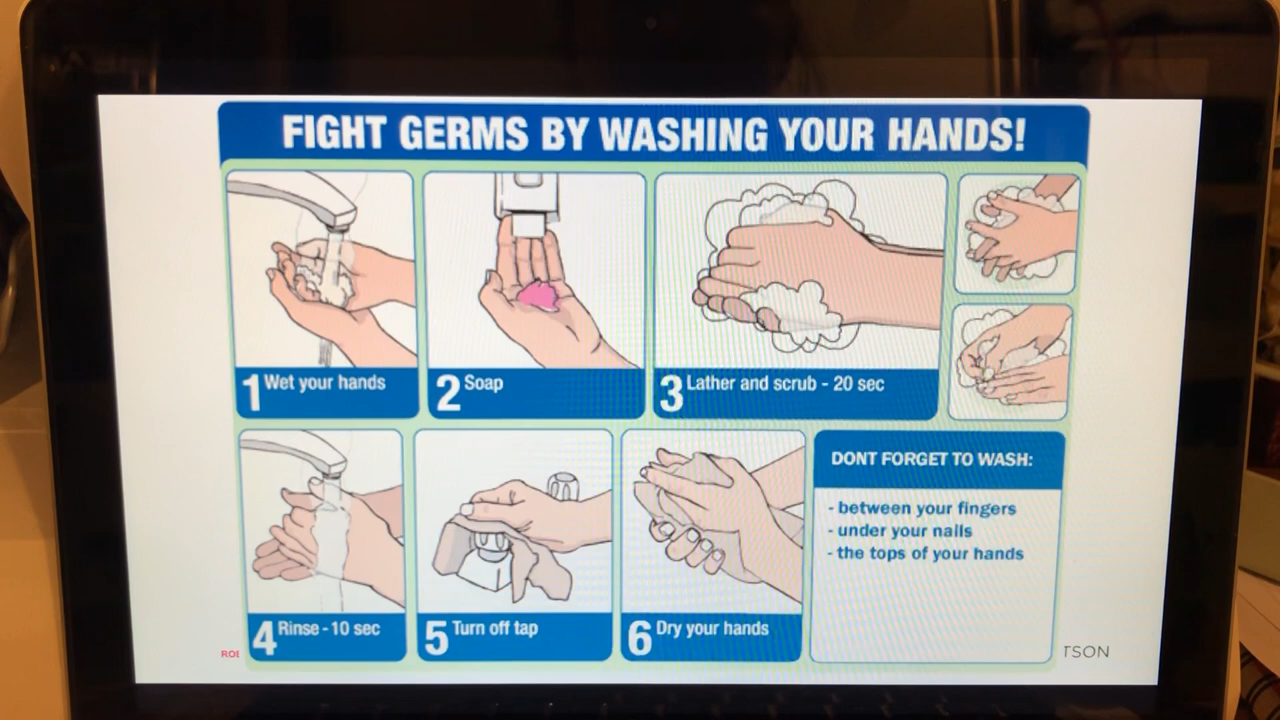 FIGHT GERMS BY WASHING YOUR HANDS!
1 Wet your hands
2 Soap
3 Lather and scrub - 20 sec
4 Rinse - 10 sec
5 Turn off tap
6 Dry your hands
DONT FORGET TO WASH:
- between your fingers
- under your nails
- the tops of your hands
TSON